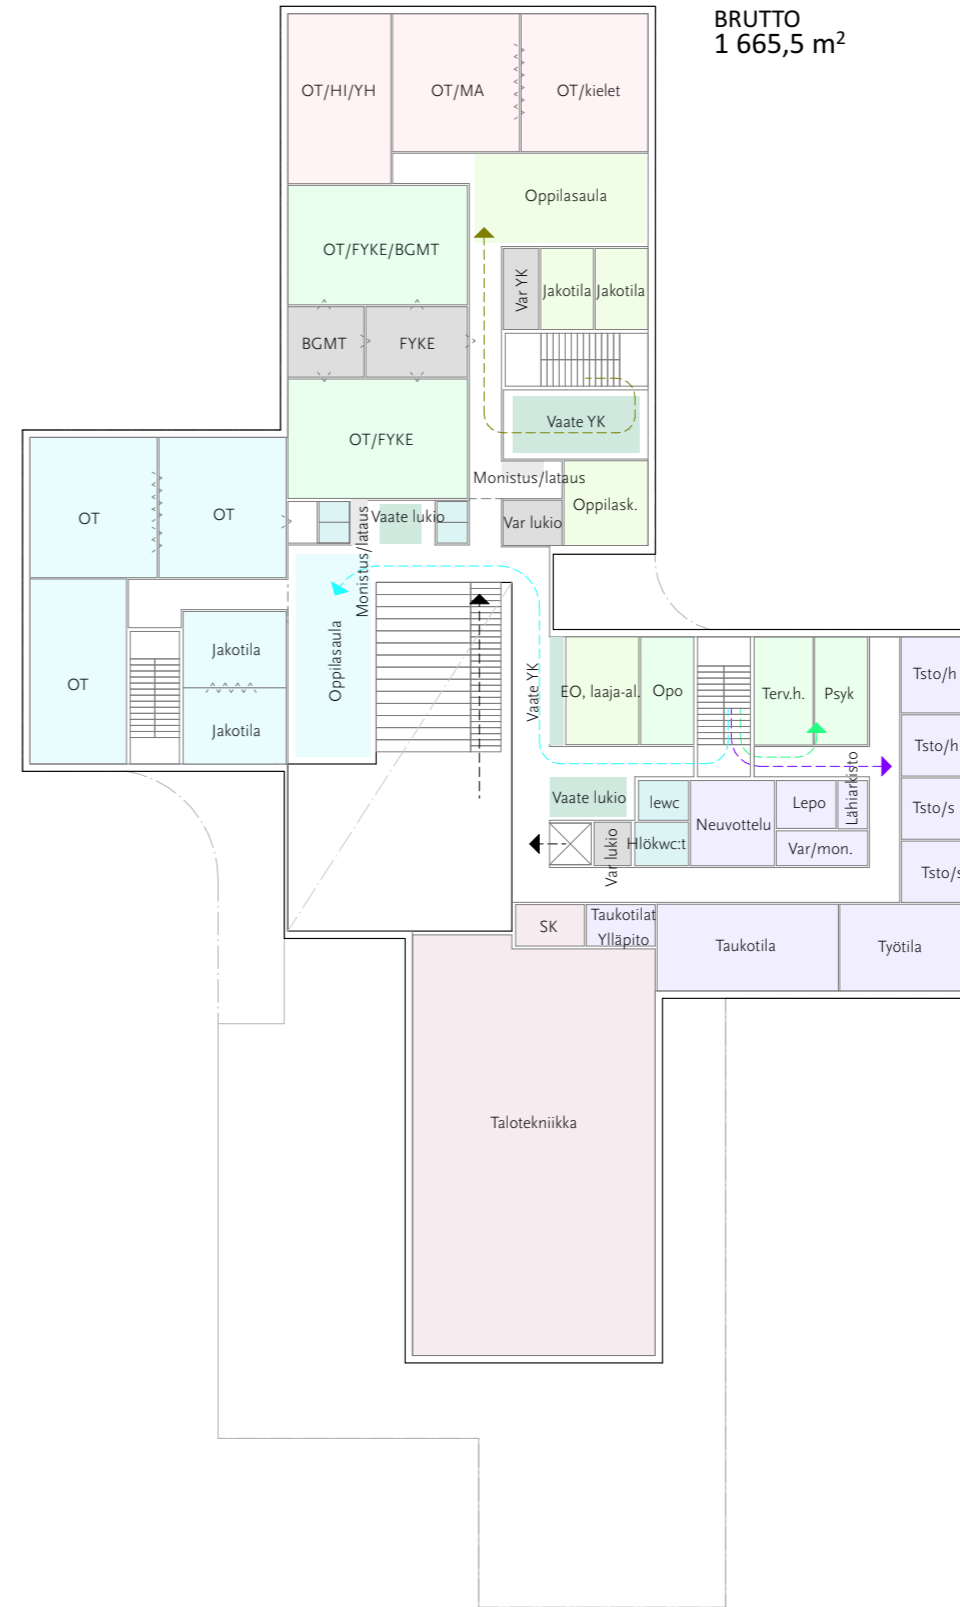 BRUTTO
1 665,5 m²
OT/HI/YH
OT/MA
OT/kielet
Oppilasaula
OT/FYKE/BGMT
Var YK
Jakotila
Jakotila
BGMT
FYKE
Vaate YK
OT/FYKE
Monistus/lataus
Oppilask.
OT
OT
Vaate lukio
Var lukio
Monistus/lataus
Oppilasaula
Jakotila
OT
Jakotila
Vaate YK
EO, laaja-al.
Opo
Terv.h.
Psyk
Tsto/h
Tsto/h
Lähiarkisto
Vaate lukio
Iewc
Neuvottelu
Lepo
Tsto/s
Var lukio
Hlökwc:t
Var/mon.
Tsto/s
SK
Taukotilat
Ylläpito
Taukotila
Työtila
Talotekniikka